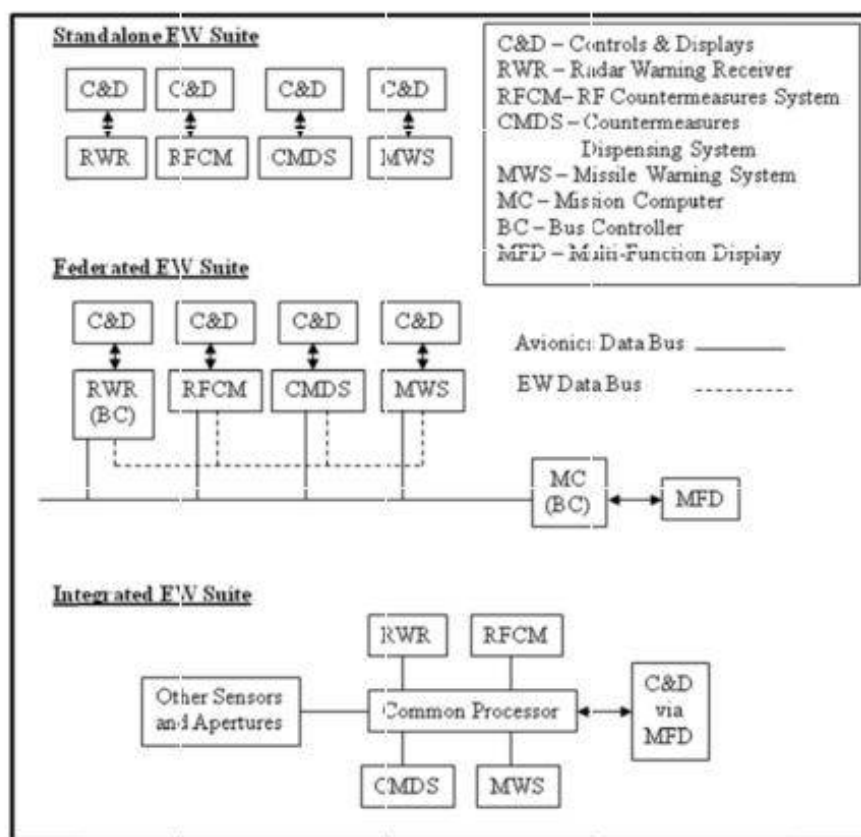 Standalone EW Suite
C&D C&D C&D C&D
RWR RFCM CMDS MWS
C&D – Controls & Displays
RWR – Radar Warning Receiver
RFCM– RF Countermeasures System
CMDS – Countermeasures
Dispensing System
MWS – Missile Warning System
MC – Mission Computer
BC – Bus Controller
MFD – Multi-Function Display
Federated EW Suite
C&D C&D C&D C&D
RWR
(BC)
RFCM CMDS MWS
Avionics Data Bus
EW Data Bus
MC
(BC)
MFD
Integrated EW Suite
RWR RFCM
Other Sensors
and Apertures
Common Processor
C&D
via
MFD
CMDS MWS